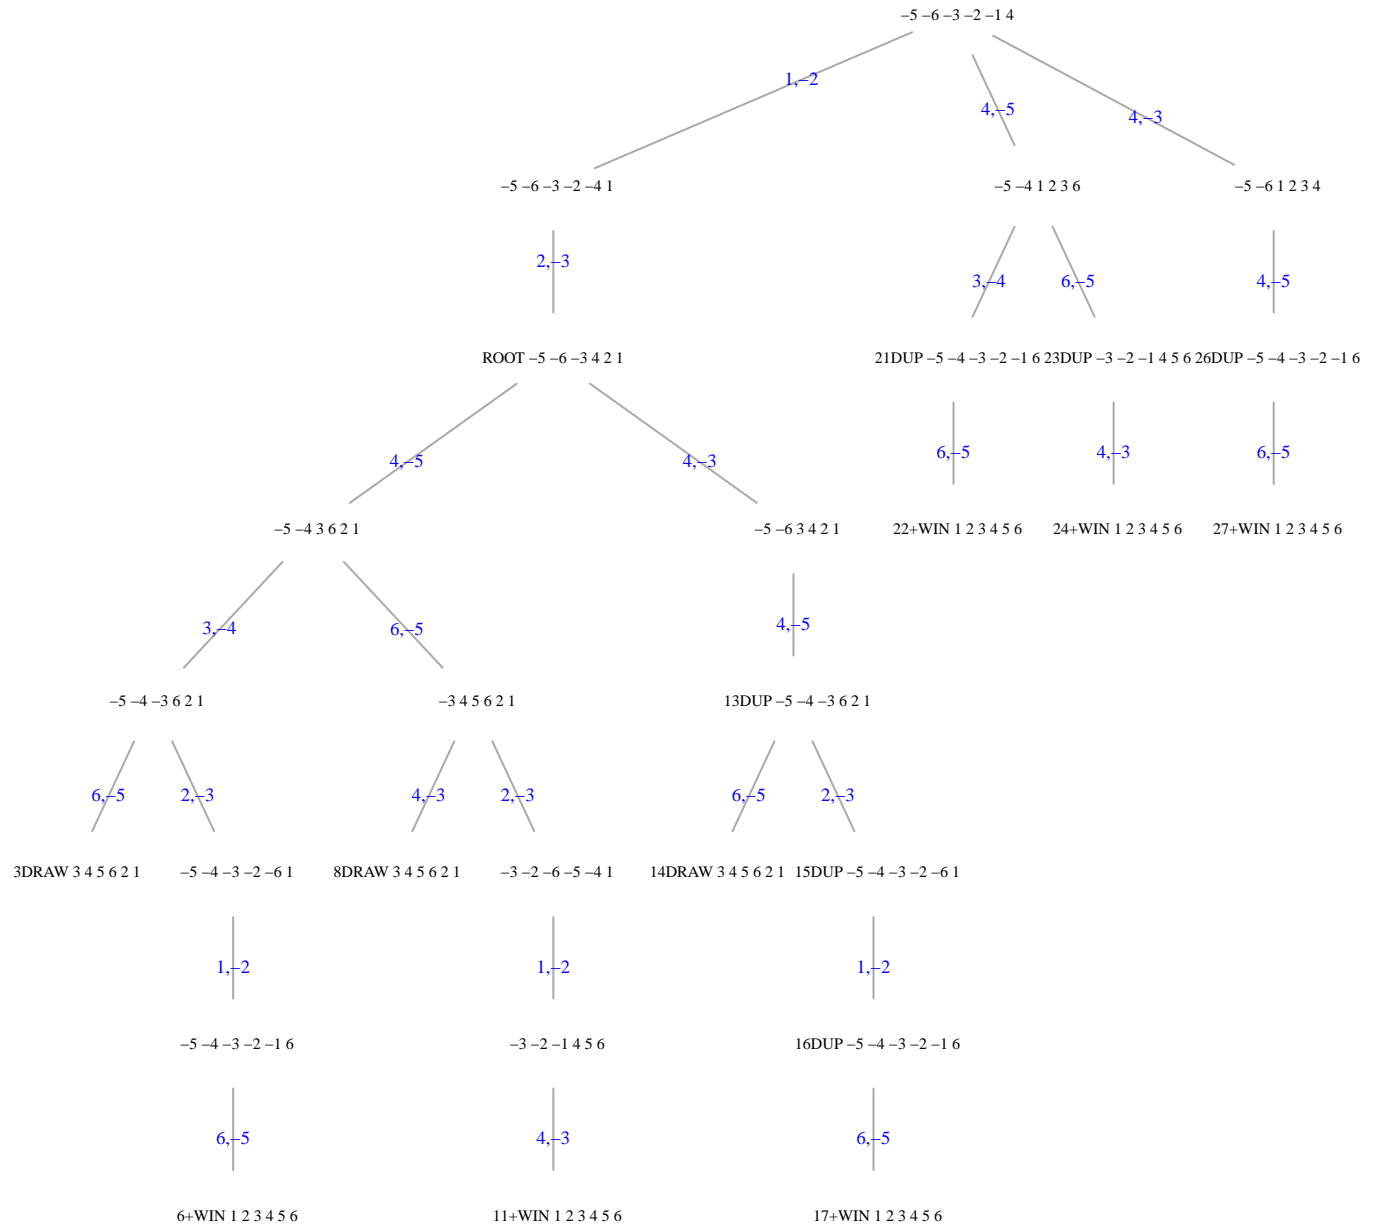 –5 –6 –3 –2 –1 4
1,–2
4,–5
4,–3
–5 –6 –3 –2 –4 1
–5 –4 1 2 3 6
–5 –6 1 2 3 4
2,–3
3,–4
6,–5
4,–5
ROOT –5 –6 –3 4 2 1
21DUP –5 –4 –3 –2 –1 6
23DUP –3 –2 –1 4 5 6
26DUP –5 –4 –3 –2 –1 6
4,–5
4,–3
6,–5
4,–3
6,–5
–5 –4 3 6 2 1
–5 –6 3 4 2 1
22+WIN 1 2 3 4 5 6
24+WIN 1 2 3 4 5 6
27+WIN 1 2 3 4 5 6
3,–4
6,–5
4,–5
–5 –4 –3 6 2 1
–3 4 5 6 2 1
13DUP –5 –4 –3 6 2 1
6,–5
2,–3
4,–3
2,–3
6,–5
2,–3
3DRAW 3 4 5 6 2 1
–5 –4 –3 –2 –6 1
8DRAW 3 4 5 6 2 1
–3 –2 –6 –5 –4 1
14DRAW 3 4 5 6 2 1
15DUP –5 –4 –3 –2 –6 1
1,–2
1,–2
1,–2
–5 –4 –3 –2 –1 6
–3 –2 –1 4 5 6
16DUP –5 –4 –3 –2 –1 6
6,–5
4,–3
6,–5
6+WIN 1 2 3 4 5 6
11+WIN 1 2 3 4 5 6
17+WIN 1 2 3 4 5 6